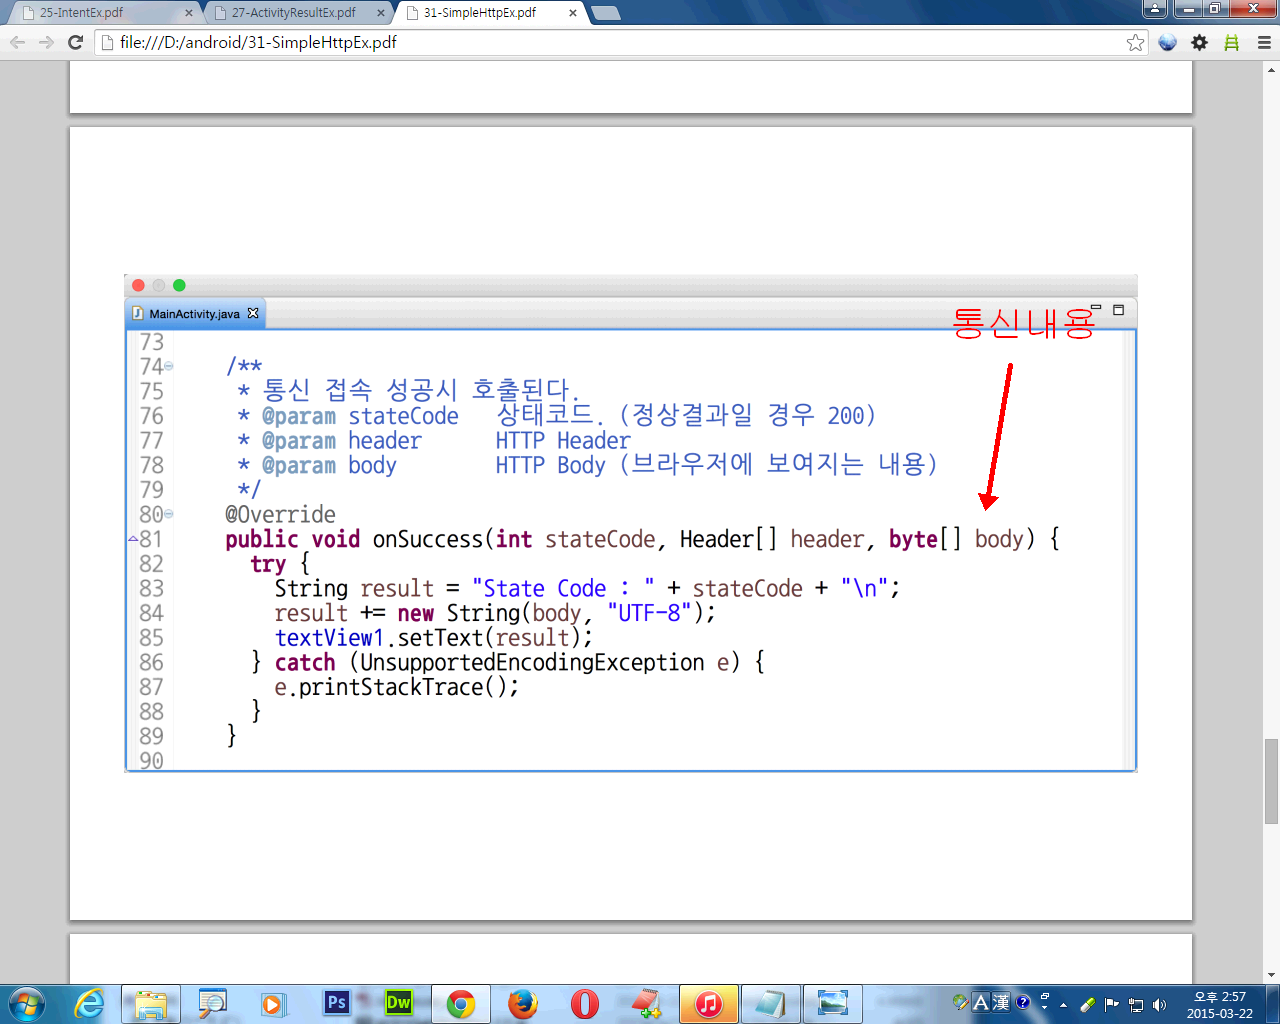 25-IntentEx.pdf
27-ActivityResultEx.pdf
31-SimpleHttpEx.pdf
file:///D:/android/31-SimpleHttpEx.pdf
MainActivity.java
통신내용
73
74 /**
75 * 통신 접속 성공시 호출된다.
76 * @param stateCode 상태코드. (정상결과일 경우 200)
77 * @param header HTTP Header
78 * @param body HTTP Body (브라우저에 보여지는 내용)
79 */
80 @Override
81 public void onSuccess(int stateCode, Header[] header, byte[] body) {
82 try {
83 String result = "State Code : " + stateCode + "\n";
84 result += new String(body, "UTF-8");
85 textView1.setText(result);
86 } catch (UnsupportedEncodingException e) {
87 e.printStackTrace();
88 }
89 }
90
Ps
Dw
A 漢
오후 2:57
2015-03-22